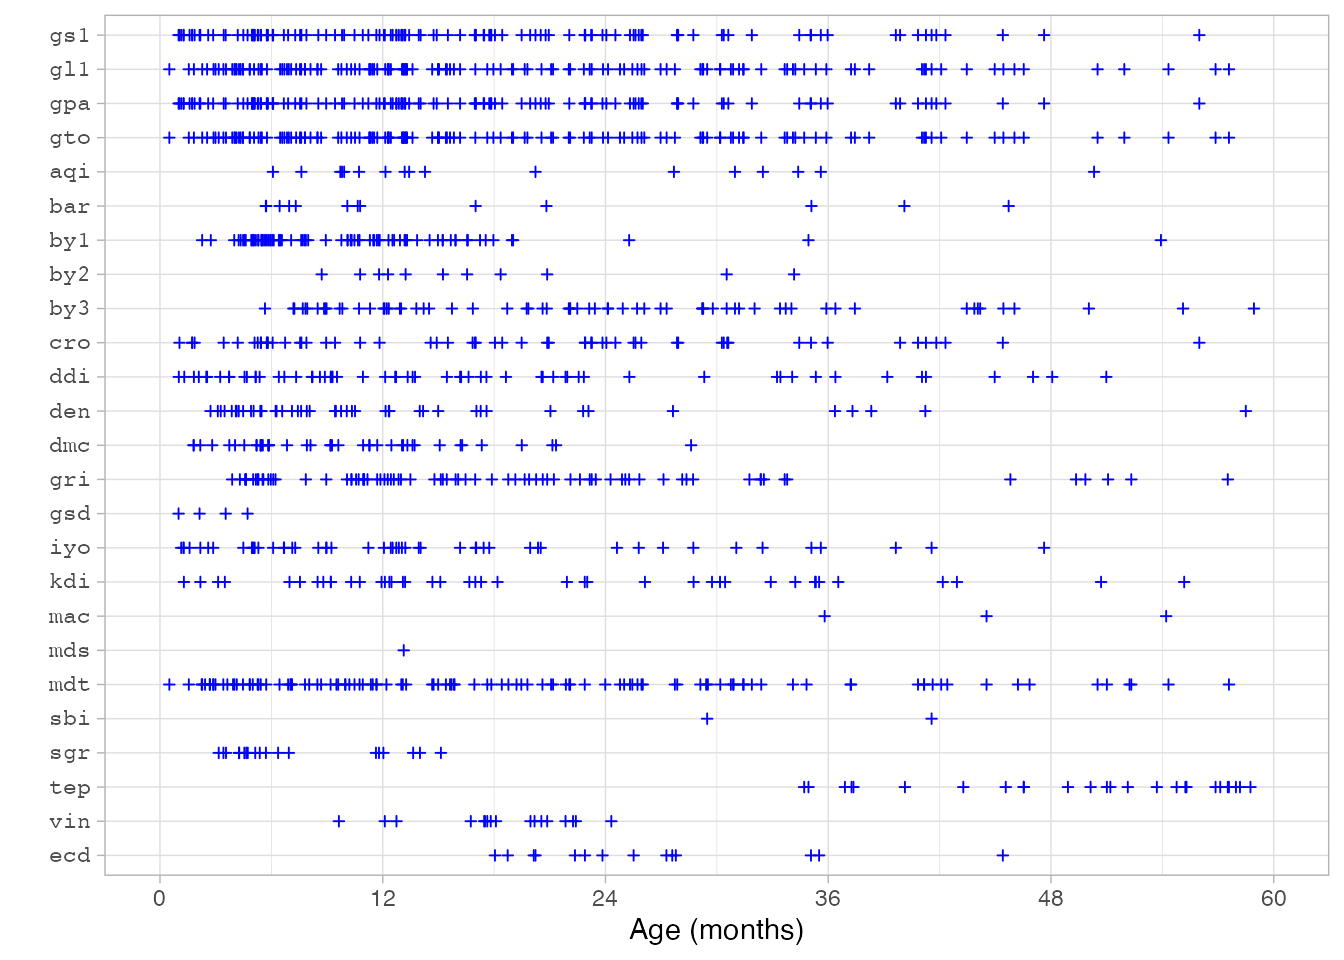 gs1
gl1
gpa
gto
aqi
bar
by1
by2
by3
cro
ddi
den
dmc
gri
gsd
iyo
kdi
mac
mds
mdt
sbi
sgr
tep
vin
ecd
0 12 24 36 48 60
Age (months)